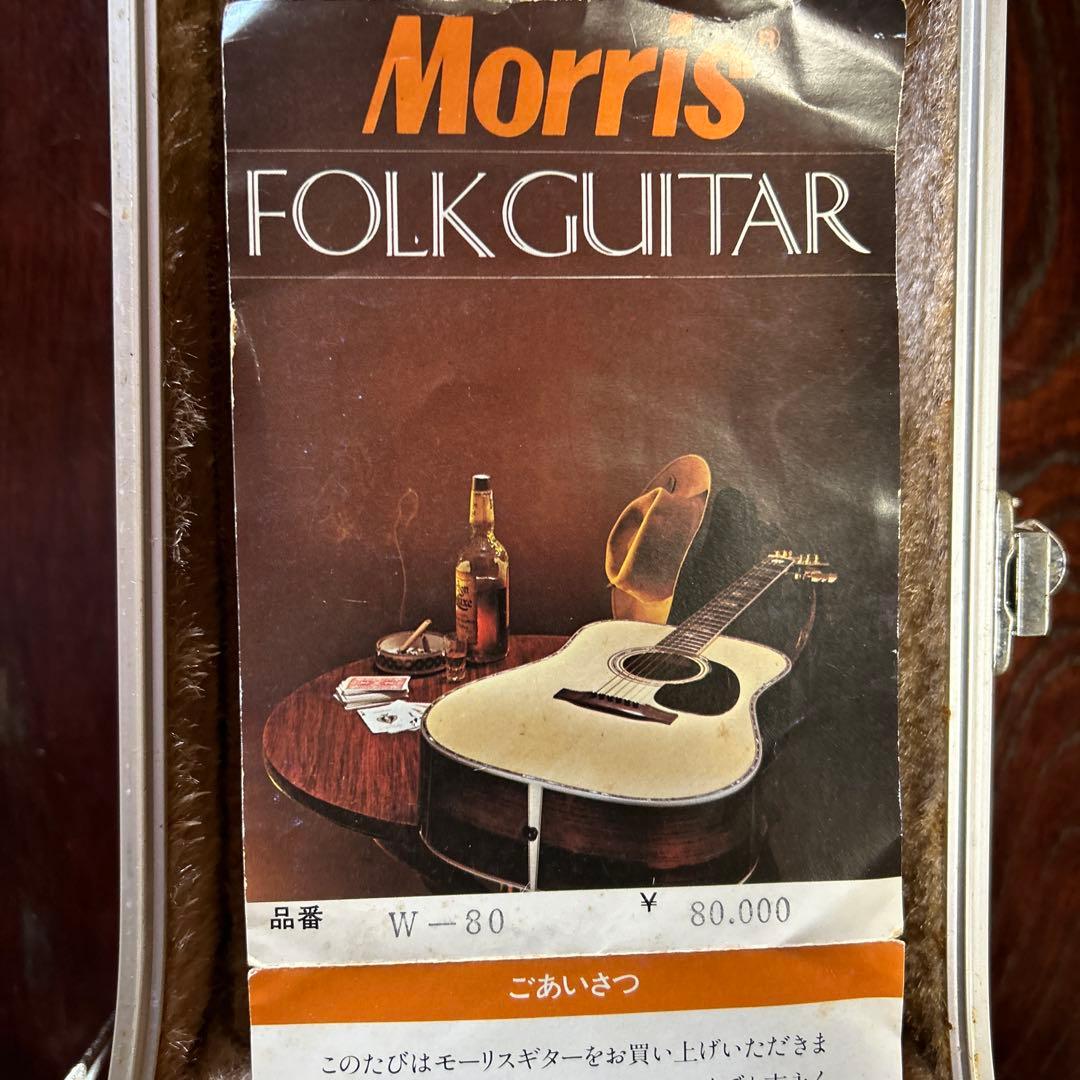 Morris®
FOLK GUITAR
品番 W-80 ¥ 80.000
ごあいさつ
このたびはモーリスギターをお買い上げいただきま